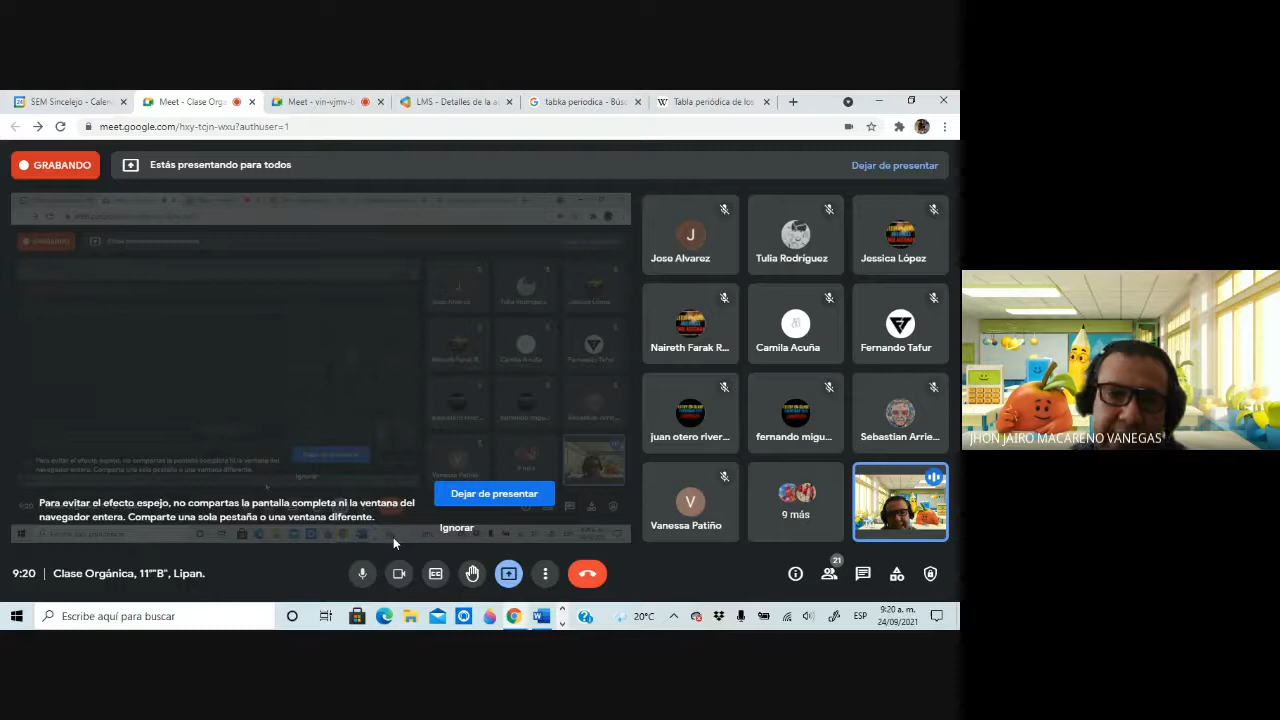 SEM Sincelejo - Calen
Meet - Clase Orga
Meet - vin-vjmv-b
LMS - Detalles de la a
tabka periodica - Bús
Tabla periódica de los
meet.google.com/hxy-tcjn-wxu?authuser=1
GRABANDO
Estás presentando para todos
Dejar de presentar
J
Jose Alvarez
Tulia Rodríguez
Jessica López
Naireth Farak R...
Camila Acuña
Fernando Tafur
juan otero river...
fernando migu...
Sebastian Arrie...
JHON JAIRO MACARENO VANEGAS
V
Vanessa Patiño
9 más
Para evitar el efecto espejo, no compartas la pantalla completa ni la ventana del
navegador entera. Comparte una sola pestaña o una ventana diferente.
Dejar de presentar
Ignorar
9:20 | Clase Orgánica, 11°"B", Lipan.
21
Escribe aquí para buscar
20°C
ESP
9:20 a. m.
24/09/2021